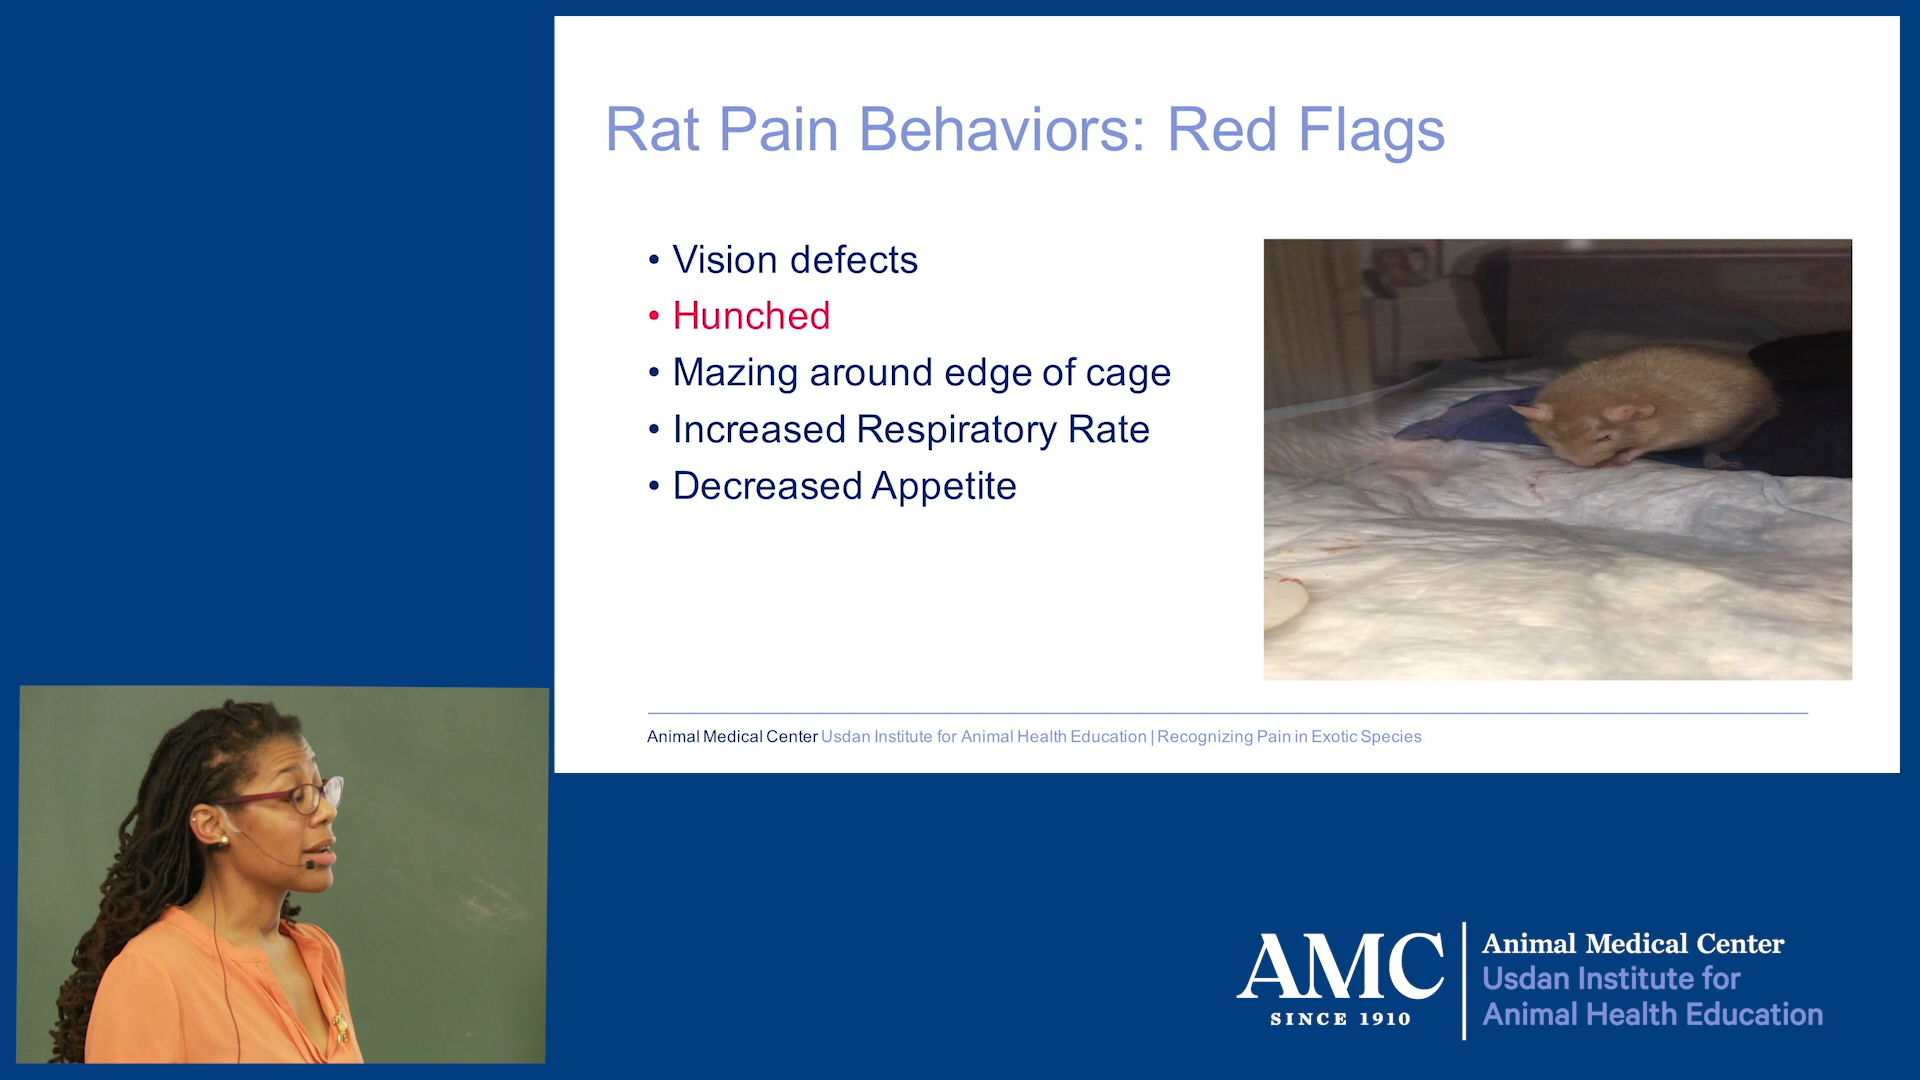 Rat Pain Behaviors: Red Flags
• Vision defects
• Hunched
• Mazing around edge of cage
• Increased Respiratory Rate
• Decreased Appetite
Animal Medical Center Usdan Institute for Animal Health Education | Recognizing Pain in Exotic Species
AMC
SINCE 1910
Animal Medical Center
Usdan Institute for
Animal Health Education